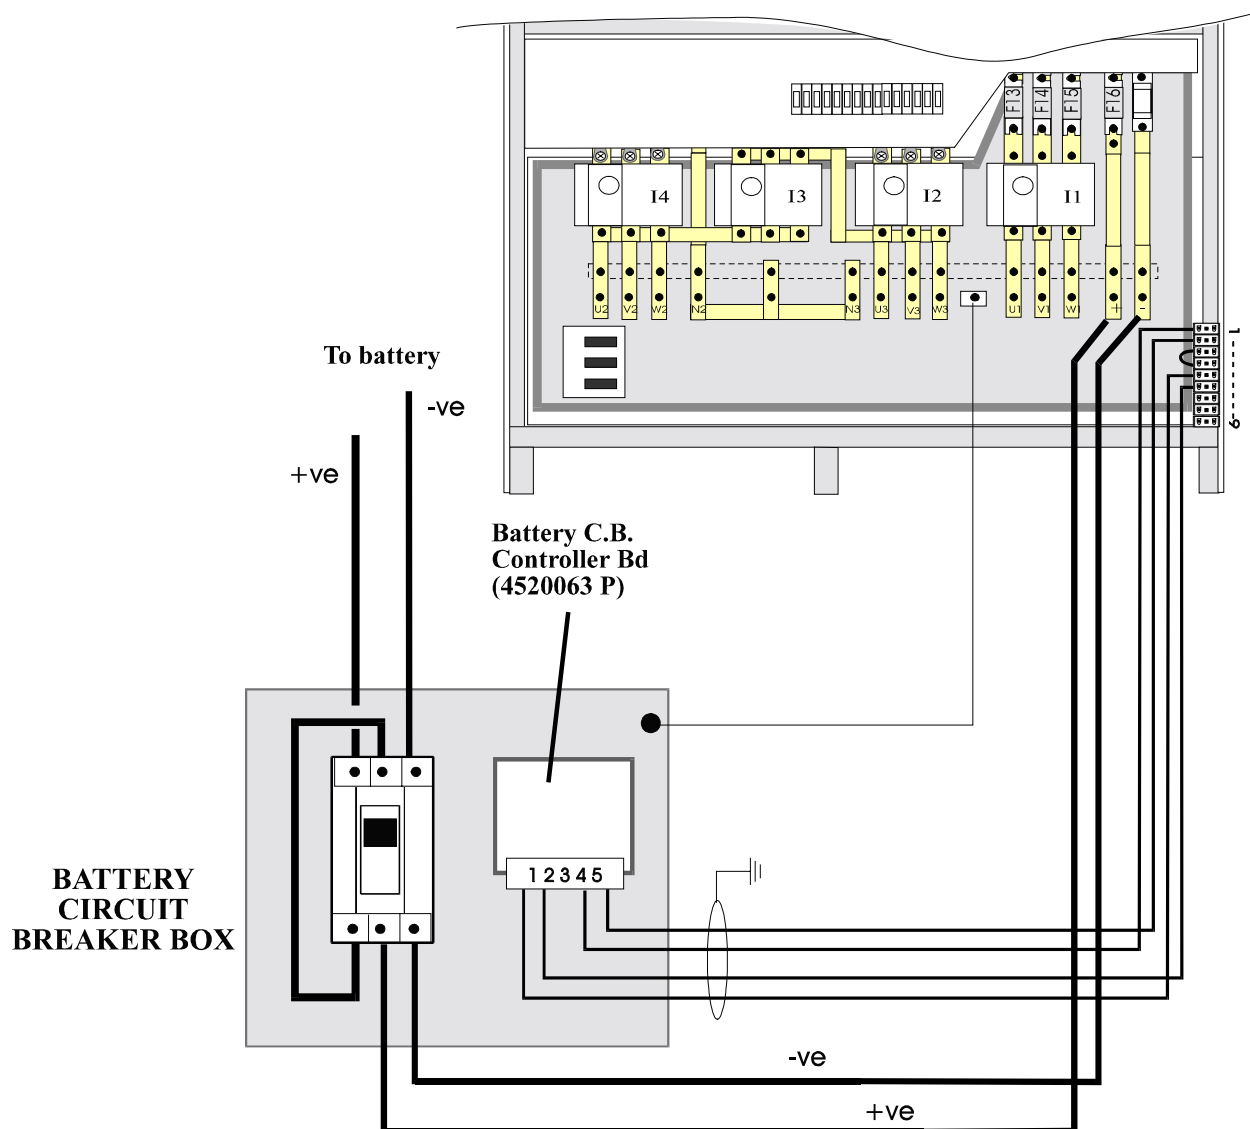 F13
F14
F15
F16
I4
I3
I2
I1
U2
V2
W2
N2
N3
U3
V3
W3
U1
V1
W1
+
-
1
9
To battery
-ve
+ve
Battery C.B.
Controller Bd
(4520063 P)
1 2 3 4 5
BATTERY
CIRCUIT
BREAKER BOX
-ve
+ve